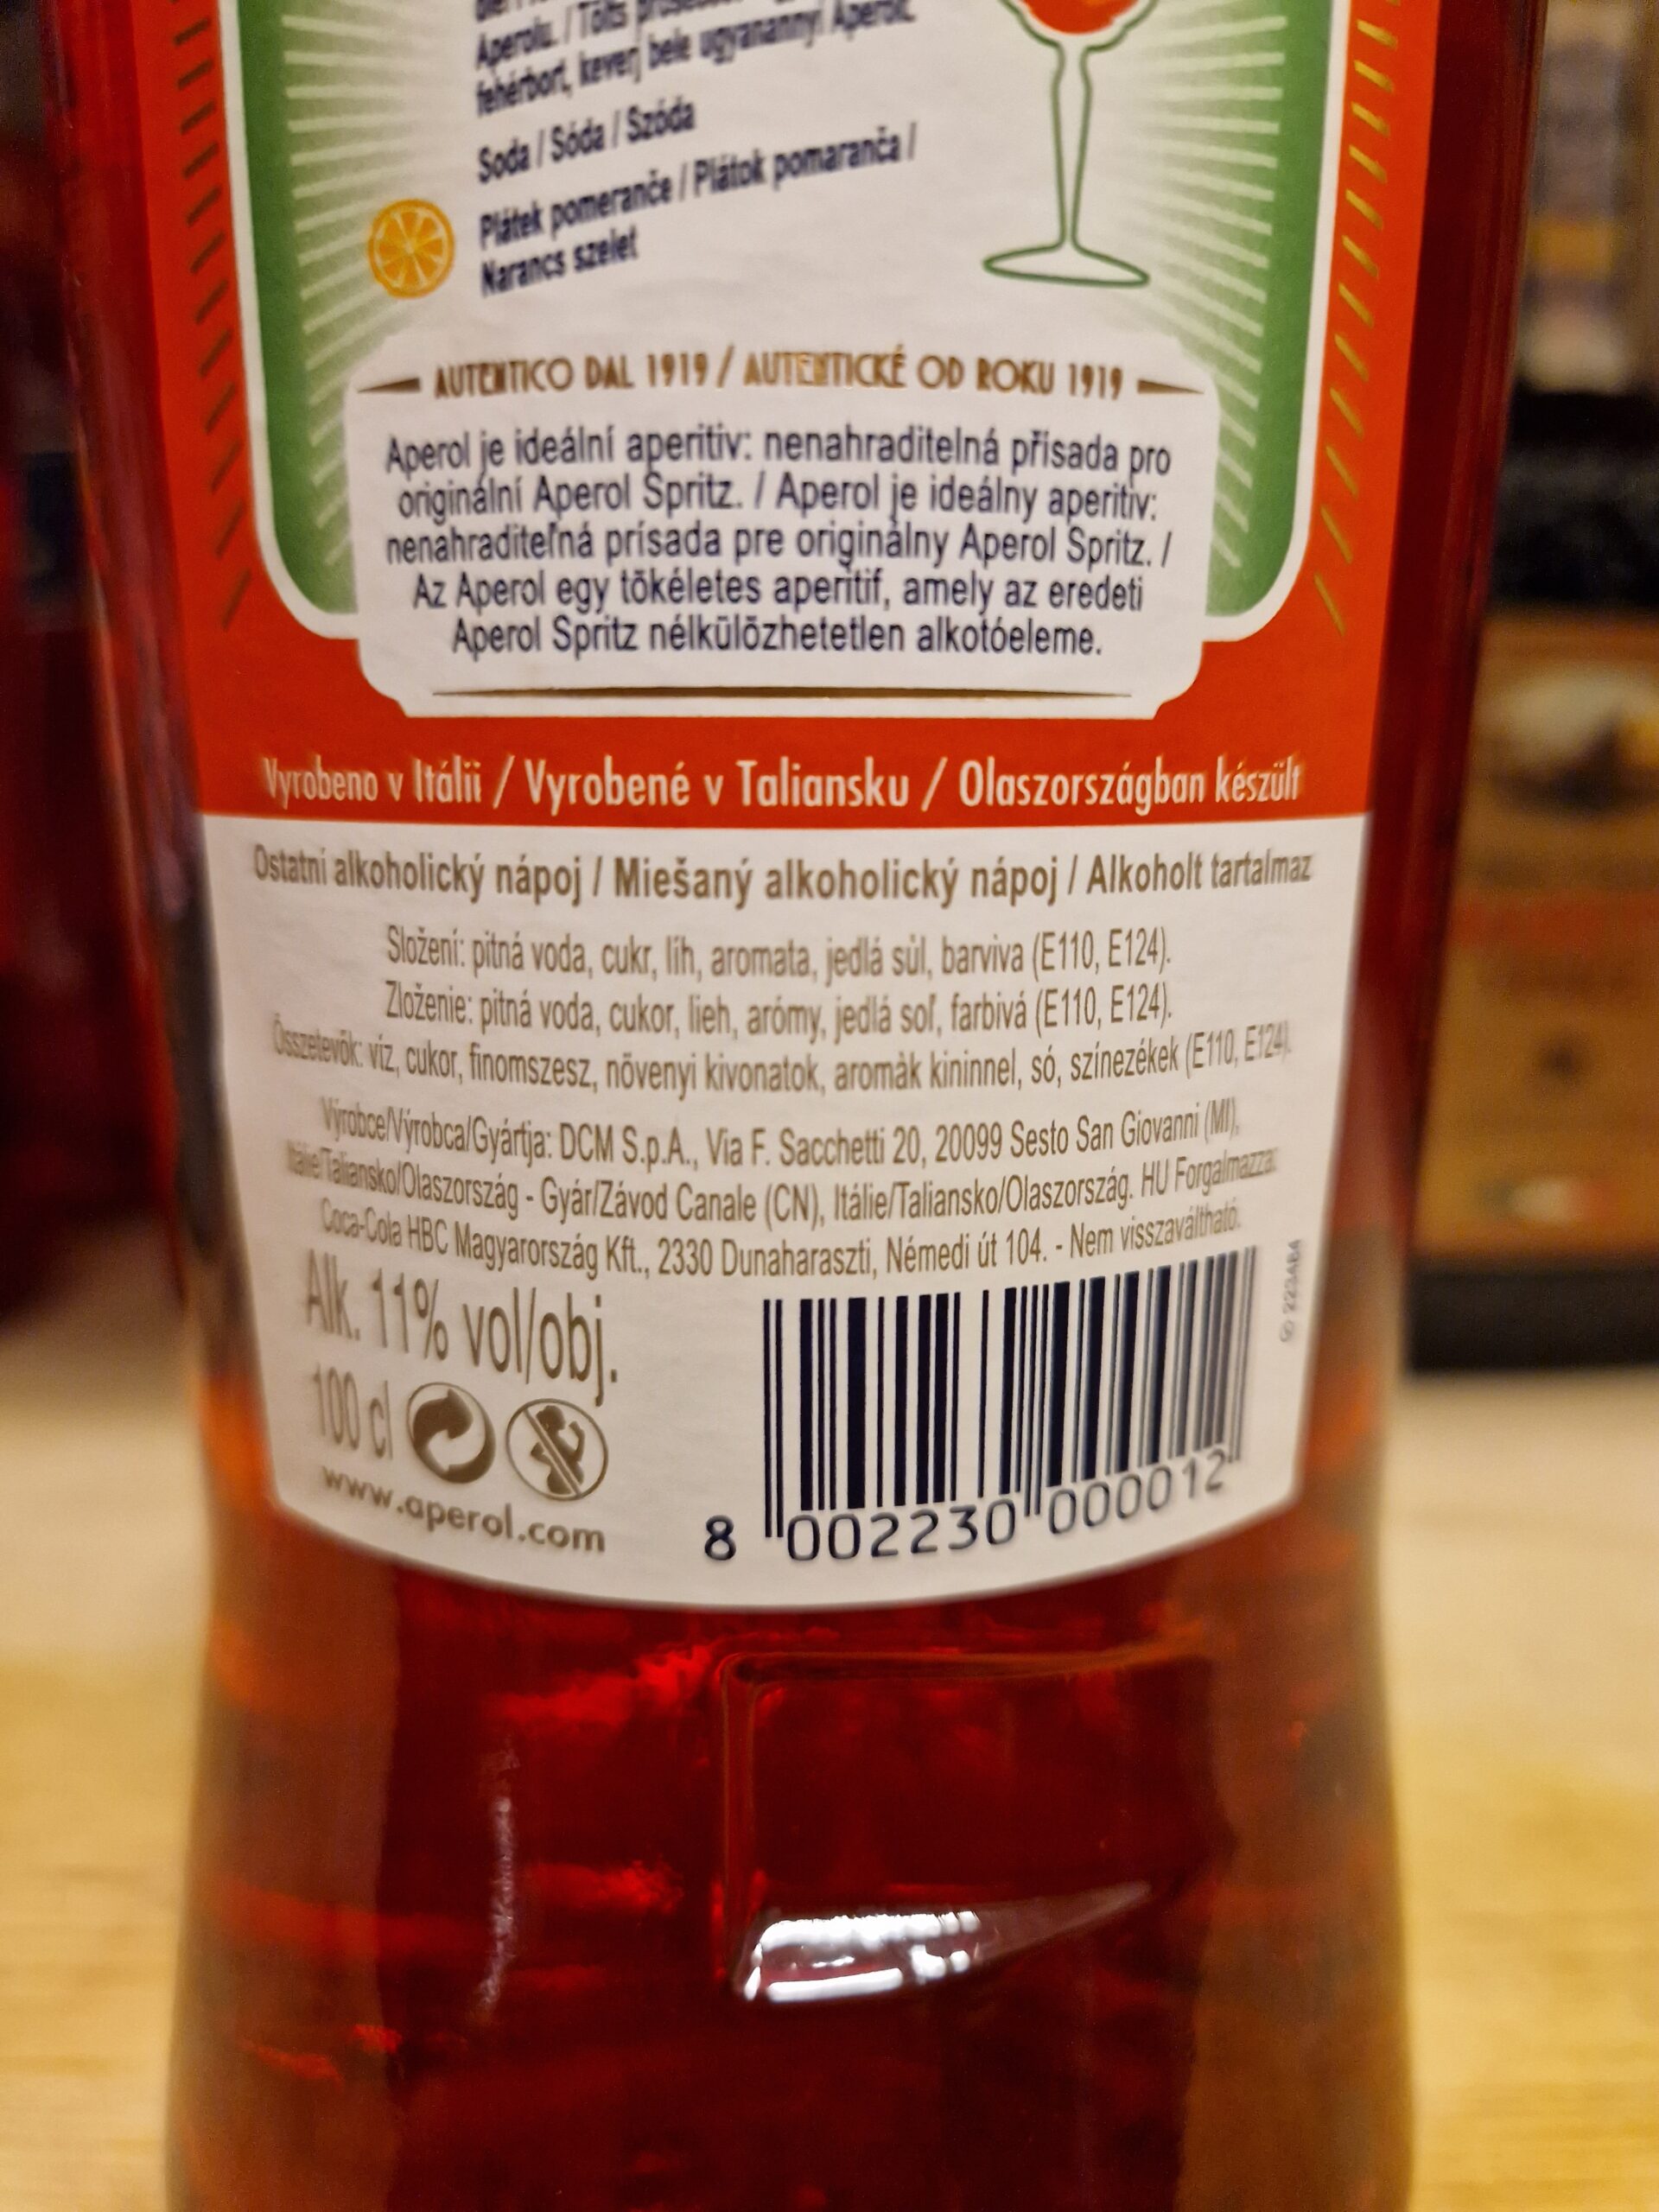 Aperolu. / Tölts
fehérbort, keverj bele ugyanannyi Aperolt.
Soda / Sóda / Szóda
Plátek pomeranče / Plátok pomaranča /
Narancs szelet
AUTENTICO DAL 1919 / AUTENTICKÉ OD ROKU 1919
Aperol je ideální aperitiv: nenahraditelná přísada pro
originální Aperol Spritz. / Aperol je ideálny aperitiv:
nenahraditeľná prísada pre originálny Aperol Spritz. /
Az Aperol egy tökéletes aperitif, amely az eredeti
Aperol Spritz nélkülözhetetlen alkotóeleme.
Vyrobeno v Itálii / Vyrobené v Taliansku / Olaszországban készült
Ostatní alkoholický nápoj / Miešaný alkoholický nápoj / Alkoholt tartalmaz
Složení: pitná voda, cukr, líh, aromata, jedlá sůl, barviva (E110, E124).
Zloženie: pitná voda, cukor, lieh, arómy, jedlá soľ, farbivá (E110, E124).
Összetevők: víz, cukor, finomszesz, növenyi kivonatok, aromàk kininnel, só, színezékek (E110, E124).
Výrobce/Výrobca/Gyártja: DCM S.p.A., Via F. Sacchetti 20, 20099 Sesto San Giovanni (MI),
Itálie/Taliansko/Olaszország - Gyár/Závod Canale (CN), Itálie/Taliansko/Olaszország. HU Forgalmazza:
Coca-Cola HBC Magyarország Kft., 2330 Dunaharaszti, Némedi út 104. - Nem visszaváltható.
Alk. 11% vol/obj.
100 cl
www.aperol.com
8 002230 000012
223484